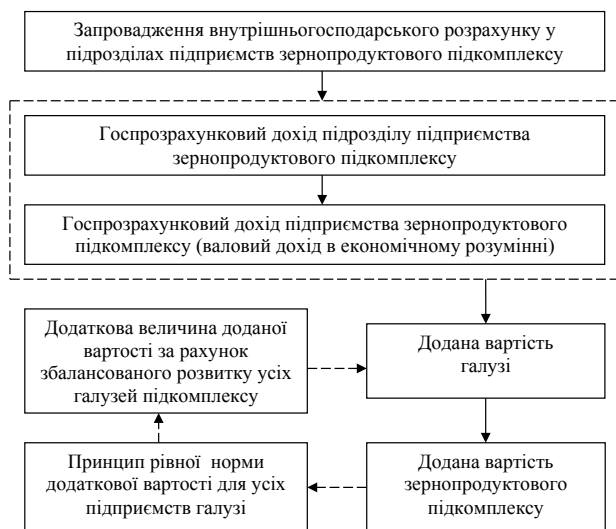 Запровадження внутрішньогосподарського розрахунку у
підрозділах підприємств зернопродуктового підкомплексу
Госпрозрахунковий дохід підрозділу підприємства
зернопродуктового підкомплексу
Госпрозрахунковий дохід підприємства зернопродуктового
підкомплексу (валовий дохід в економічному розумінні)
Додаткова величина доданої
вартості за рахунок
збалансованого розвитку усіх
галузей підкомплексу
Додана вартість
галузі
Принцип рівної норми
додаткової вартості для усіх
підприємств галузі
Додана вартість
зернопродуктового
підкомплексу